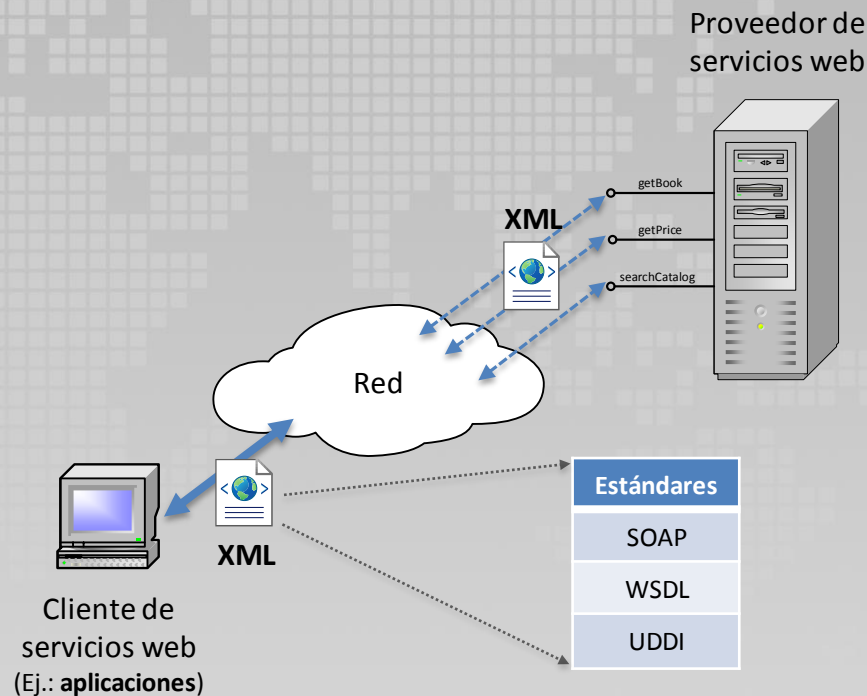 Proveedor de
servicios web
getBook
XML
getPrice
searchCatalog
Red
Estándares
SOAP
XML
WSDL
UDDI
Cliente de
servicios web
(Ej.: aplicaciones)